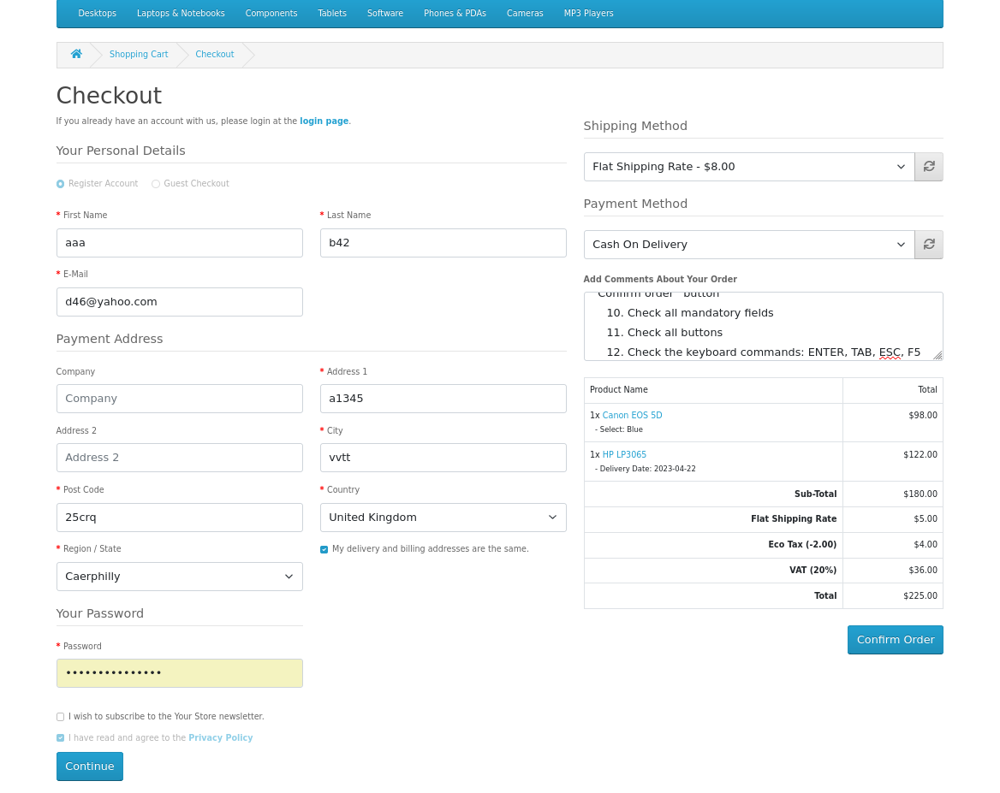 Desktops Laptops & Notebooks Components Tablets Software Phones & PDAs Cameras MP3 Players
Shopping Cart Checkout
Checkout
If you already have an account with us, please login at the login page.
Your Personal Details
Register Account Guest Checkout
* First Name
aaa
* Last Name
b42
* E-Mail
d46@yahoo.com
Payment Address
Company
Company
* Address 1
a1345
Address 2
Address 2
* City
vvtt
* Post Code
25crq
* Country
United Kingdom
* Region / State
Caerphilly
My delivery and billing addresses are the same.
Your Password
* Password
•••••••••••••••
I wish to subscribe to the Your Store newsletter.
I have read and agree to the Privacy Policy
Continue
Shipping Method
Flat Shipping Rate - $8.00
Payment Method
Cash On Delivery
Add Comments About Your Order
"Confirm order" button
10. Check all mandatory fields
11. Check all buttons
12. Check the keyboard commands: ENTER, TAB, ESC, F5
Product Name Total
1x Canon EOS 5D $98.00
- Select: Blue
1x HP LP3065 $122.00
- Delivery Date: 2023-04-22
Sub-Total $180.00
Flat Shipping Rate $5.00
Eco Tax (-2.00) $4.00
VAT (20%) $36.00
Total $225.00
Confirm Order